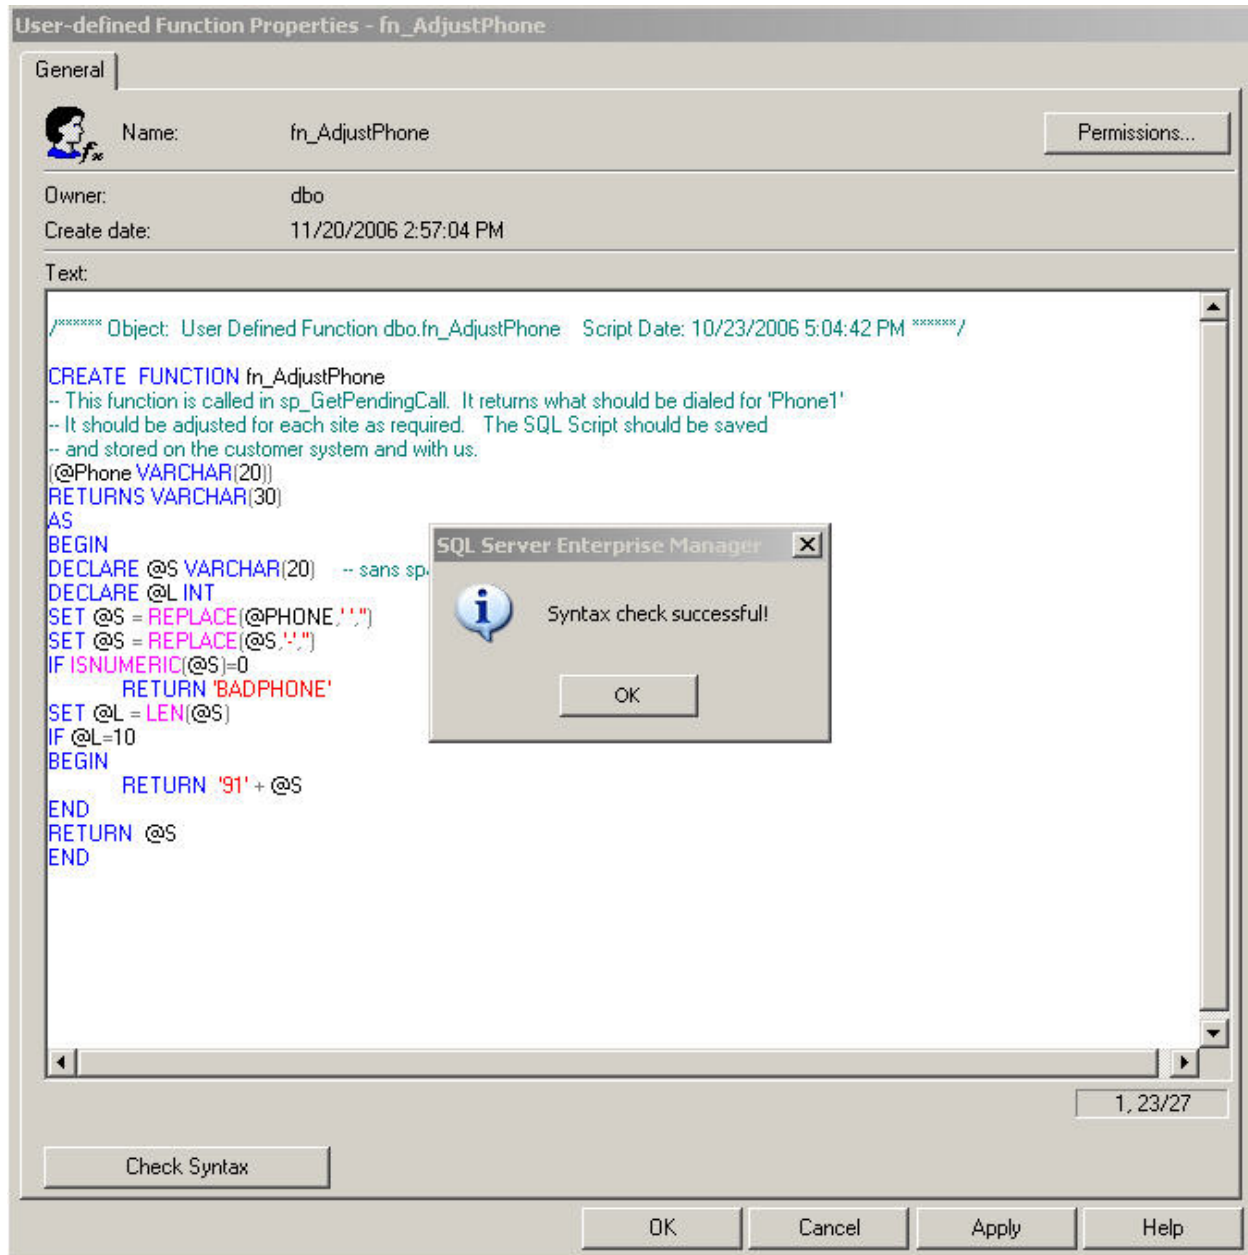 User-defined Function Properties - fn_AdjustPhone
General
Name: fn_AdjustPhone
Permissions...
Owner: dbo
Create date: 11/20/2006 2:57:04 PM
Text:
/****** Object:  User Defined Function dbo.fn_AdjustPhone    Script Date: 10/23/2006 5:04:42 PM ******/
CREATE  FUNCTION fn_AdjustPhone
-- This function is called in sp_GetPendingCall.  It returns what should be dialed for 'Phone1'
-- It should be adjusted for each site as required.   The SQL Script should be saved
-- and stored on the customer system and with us.
(@Phone VARCHAR(20))
RETURNS VARCHAR(30)
AS
BEGIN
DECLARE @S VARCHAR(20)    -- sans
DECLARE @L INT
SET @S = REPLACE(@PHONE,' ','')
SET @S = REPLACE(@S,'-','')
IF ISNUMERIC(@S)=0
RETURN 'BADPHONE'
SET @L = LEN(@S)
IF @L=10
BEGIN
RETURN  '91' + @S
END
RETURN  @S
END
SQL Server Enterprise Manager
Syntax check successful!
OK
1, 23/27
Check Syntax
OK
Cancel
Apply
Help